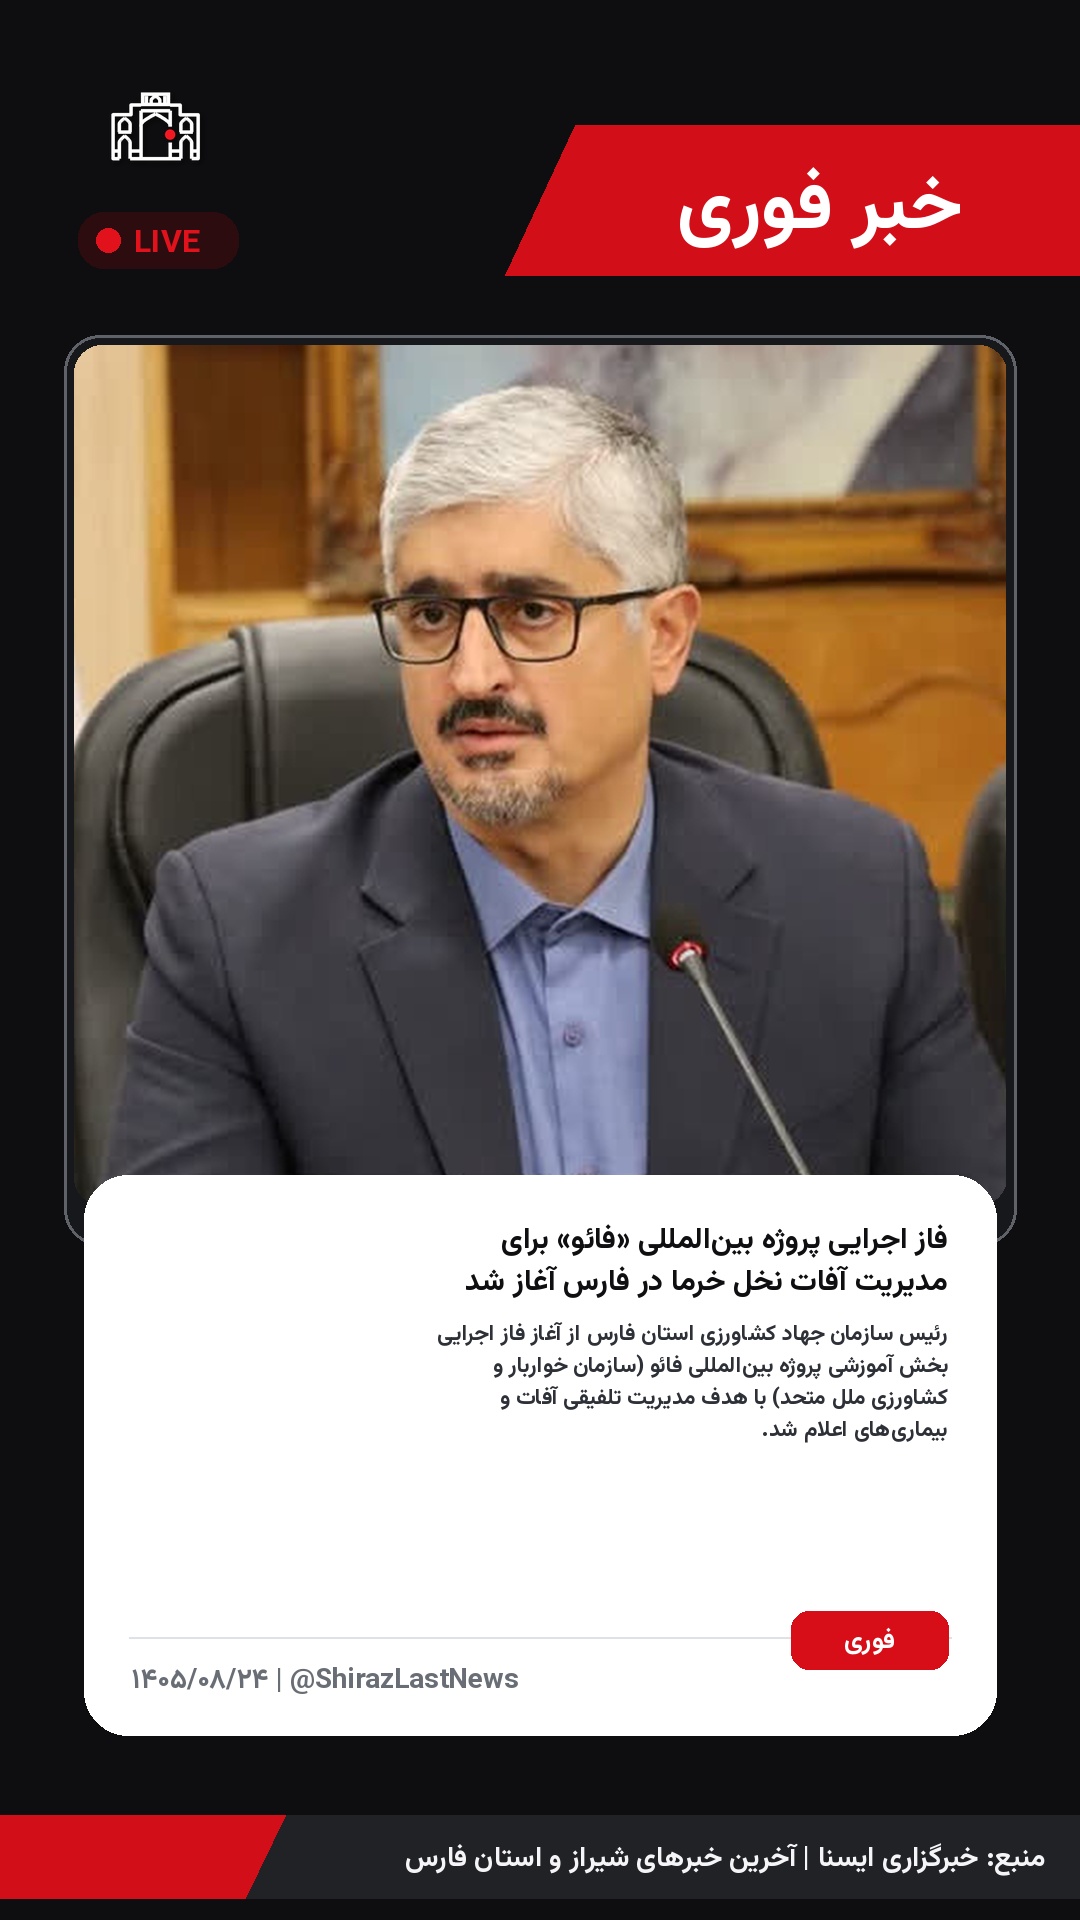 خبر فوری
LIVE
فاز اجرایی پروژه بین‌المللی «فائو» برای
مدیریت آفات نخل خرما در فارس آغاز شد
رئیس سازمان جهاد کشاورزی استان فارس از آغاز فاز اجرایی
بخش آموزشی پروژه بین‌المللی فائو (سازمان خواربار و
کشاورزی ملل متحد) با هدف مدیریت تلفیقی آفات و
بیماری‌های اعلام شد.
فوری
۱۴۰۵/۰۸/۲۴ | @ShirazLastNews
منبع: خبرگزاری ایسنا | آخرین خبرهای شیراز و استان فارس